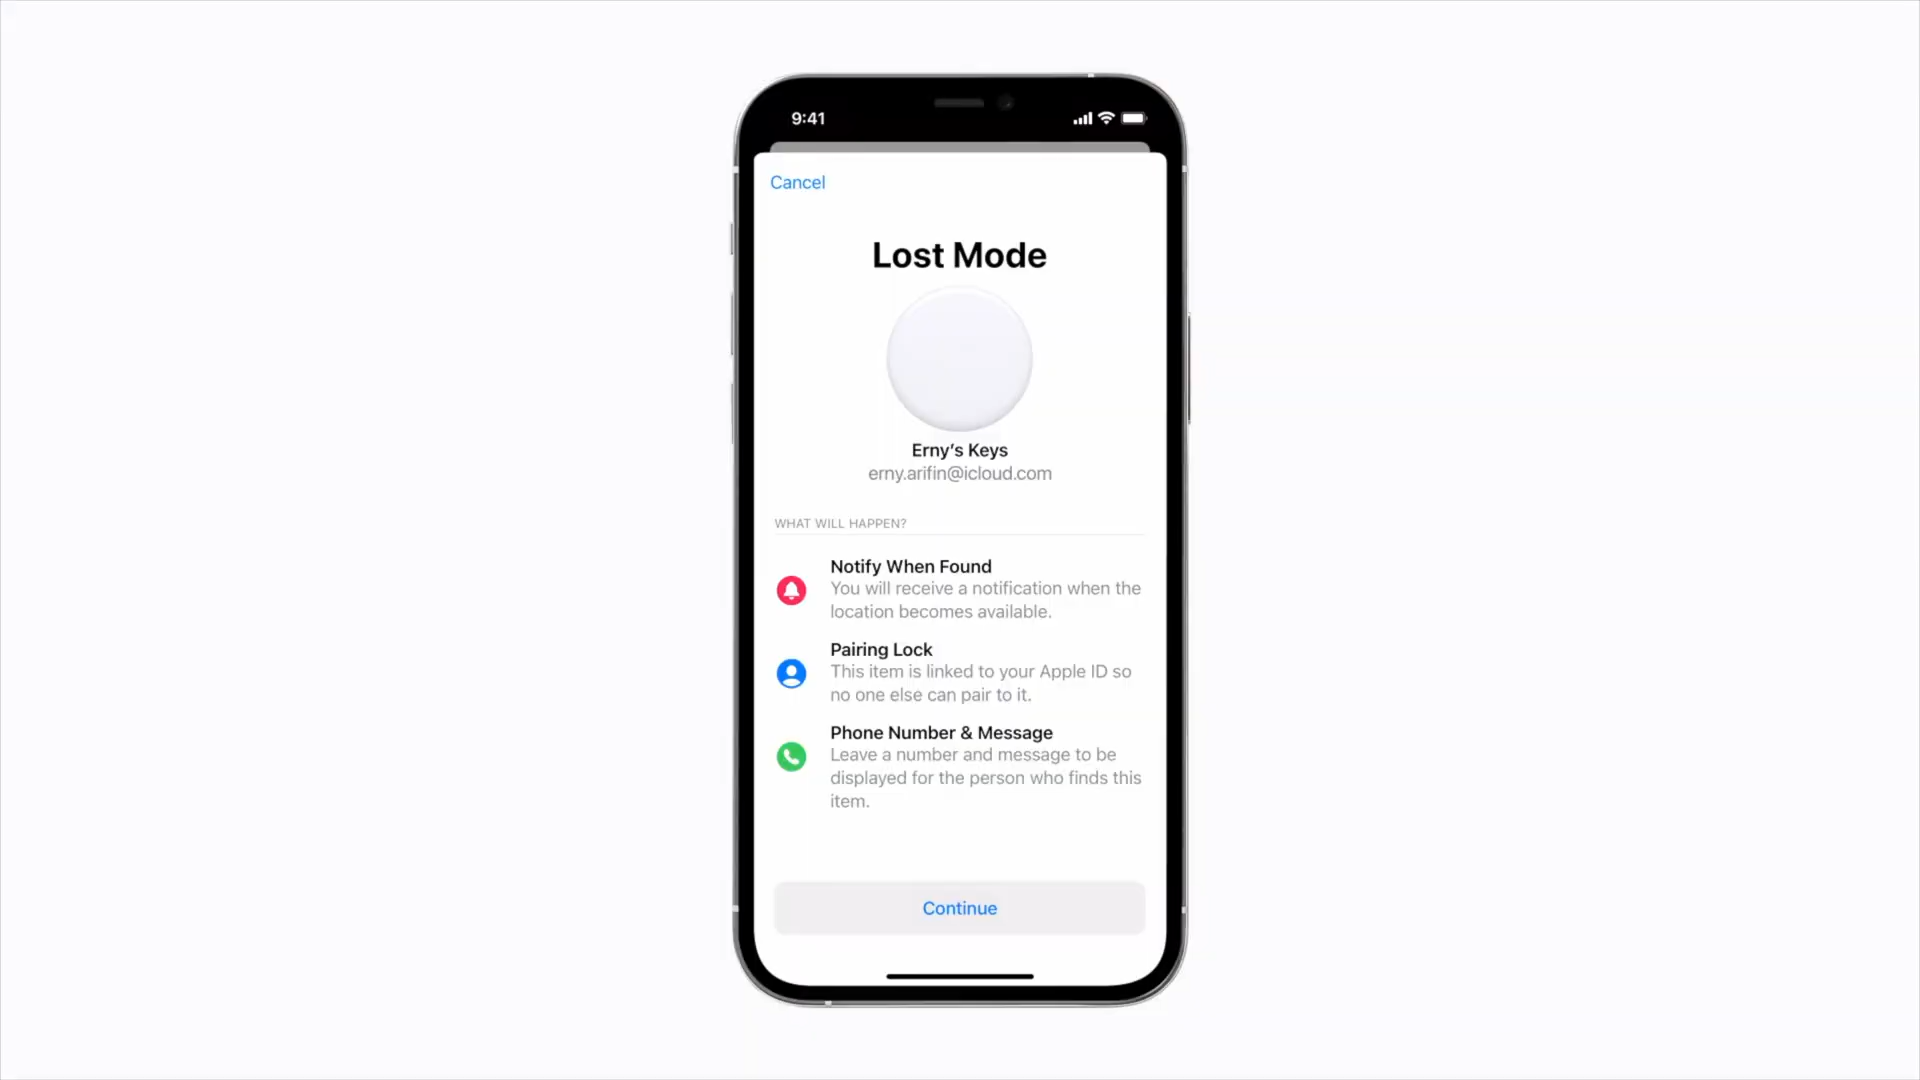 9:41
Cancel
Lost Mode
Erny’s Keys
erny.arifin@icloud.com
WHAT WILL HAPPEN?
Notify When Found
You will receive a notification when the
location becomes available.
Pairing Lock
This item is linked to your Apple ID so
no one else can pair to it.
Phone Number & Message
Leave a number and message to be
displayed for the person who finds this
item.
Continue